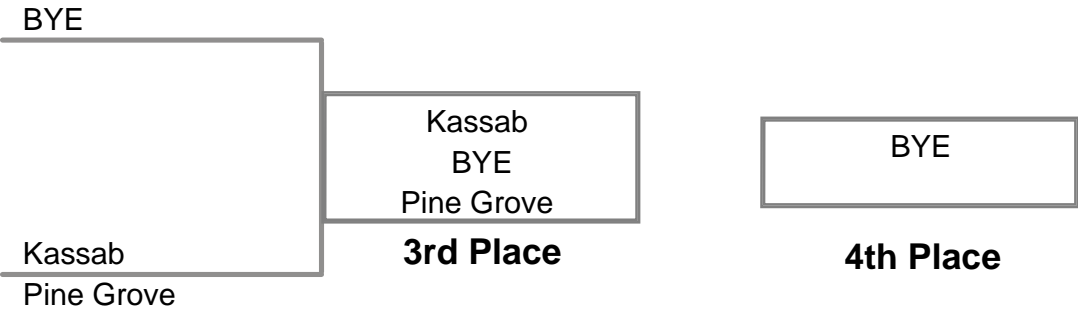 BYE
Kassab
BYE
Pine Grove
3rd Place
BYE
4th Place
Kassab
Pine Grove